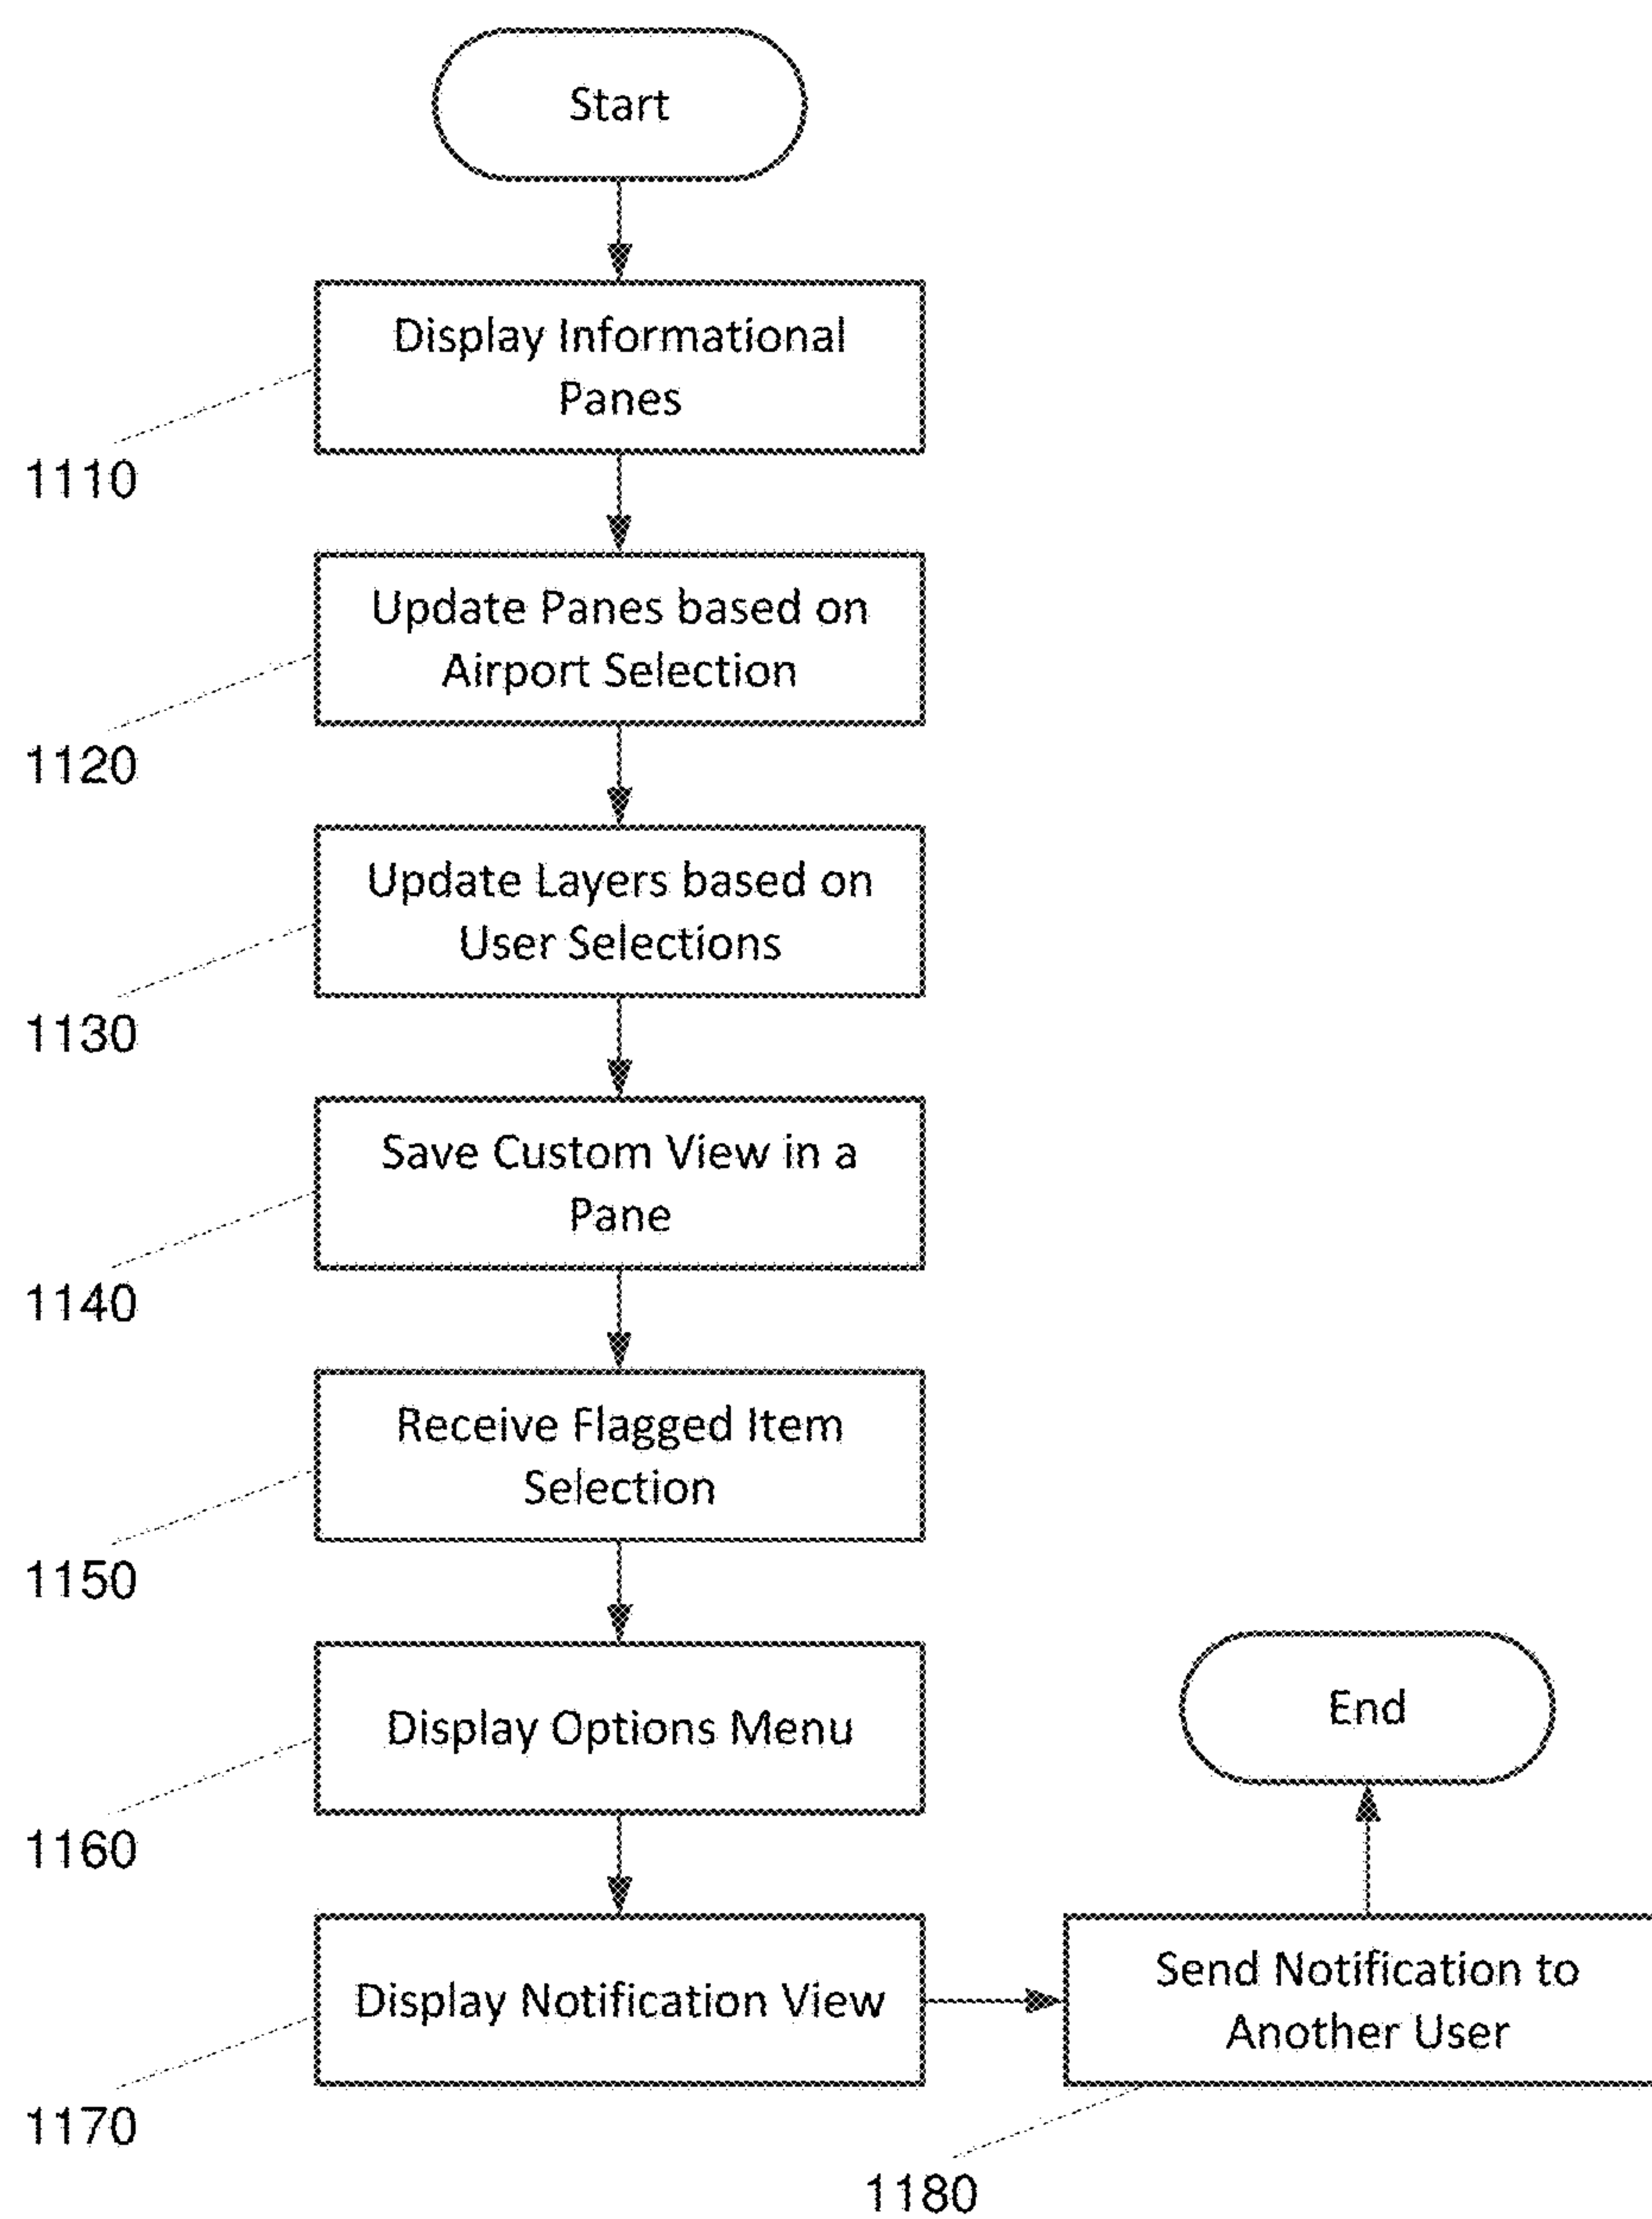 Start
Display Informational
Panes
1110
Update Panes based on
Airport Selection
1120
Update Layers based on
User Selections
1130
Save Custom View in a
Pane
1140
Receive Flagged Item
Selection
1150
Display Options Menu
1160
End
Display Notification View
1170
Send Notification to
Another User
1180